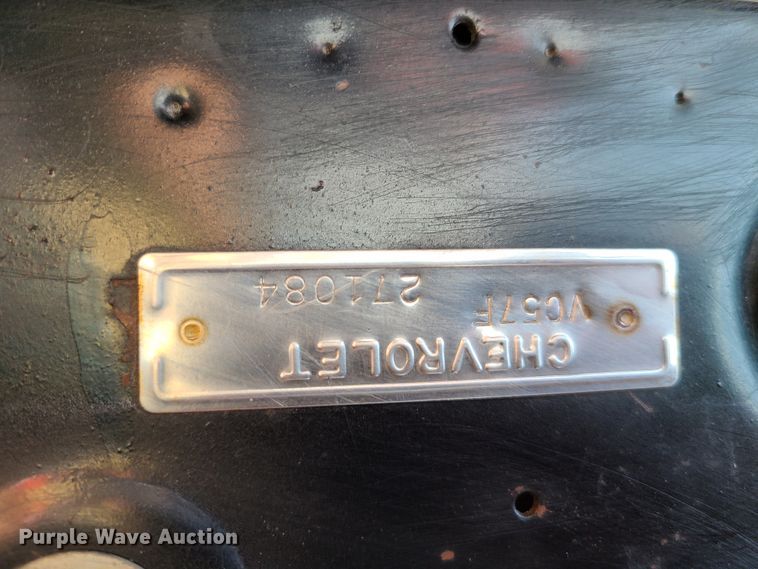 CHEVROLET
VC57F 271084
Purple Wave Auction